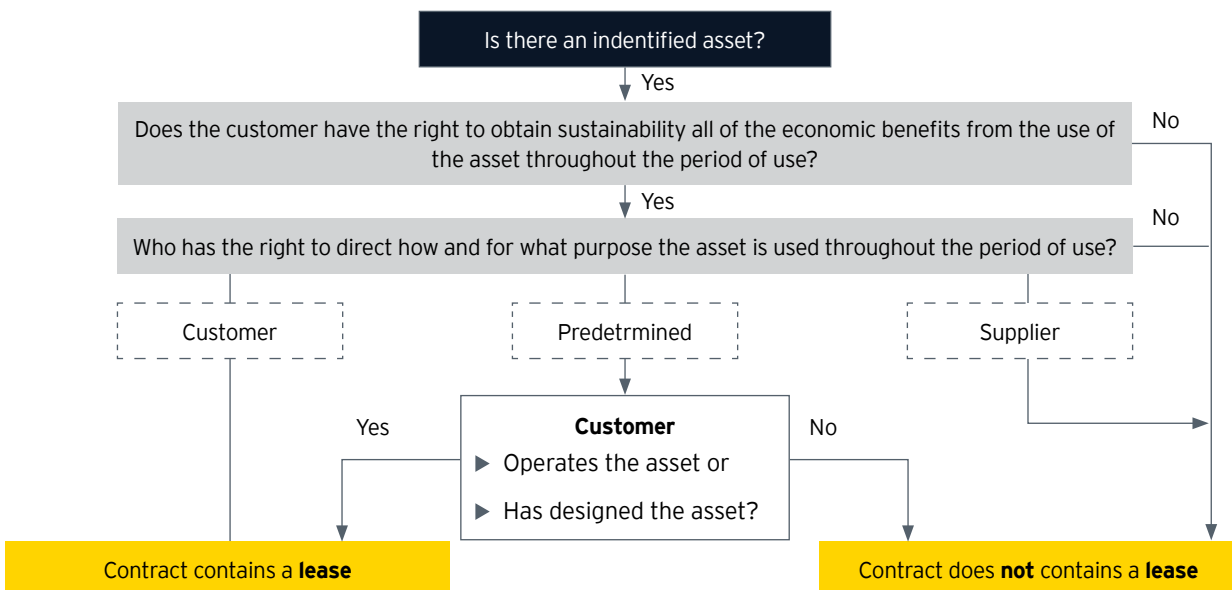 Is there an indentified asset?
Yes
Does the customer have the right to obtain sustainability all of the economic benefits from the use of
the asset throughout the period of use?
No
Yes
Who has the right to direct how and for what purpose the asset is used throughout the period of use?
No
Customer
Predetrmined
Supplier
Yes
Customer
No
Operates the asset or
Has designed the asset?
Contract contains a lease
Contract does not contains a lease